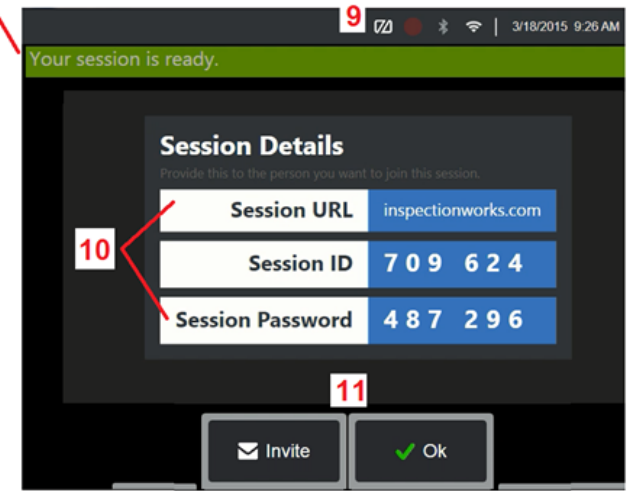 9
3/18/2015 9:26 AM
Your session is ready.
Session Details
Provide this to the person you want to join this session.
Session URL inspectionworks.com
10
Session ID 709 624
Session Password 487 296
11
Invite Ok